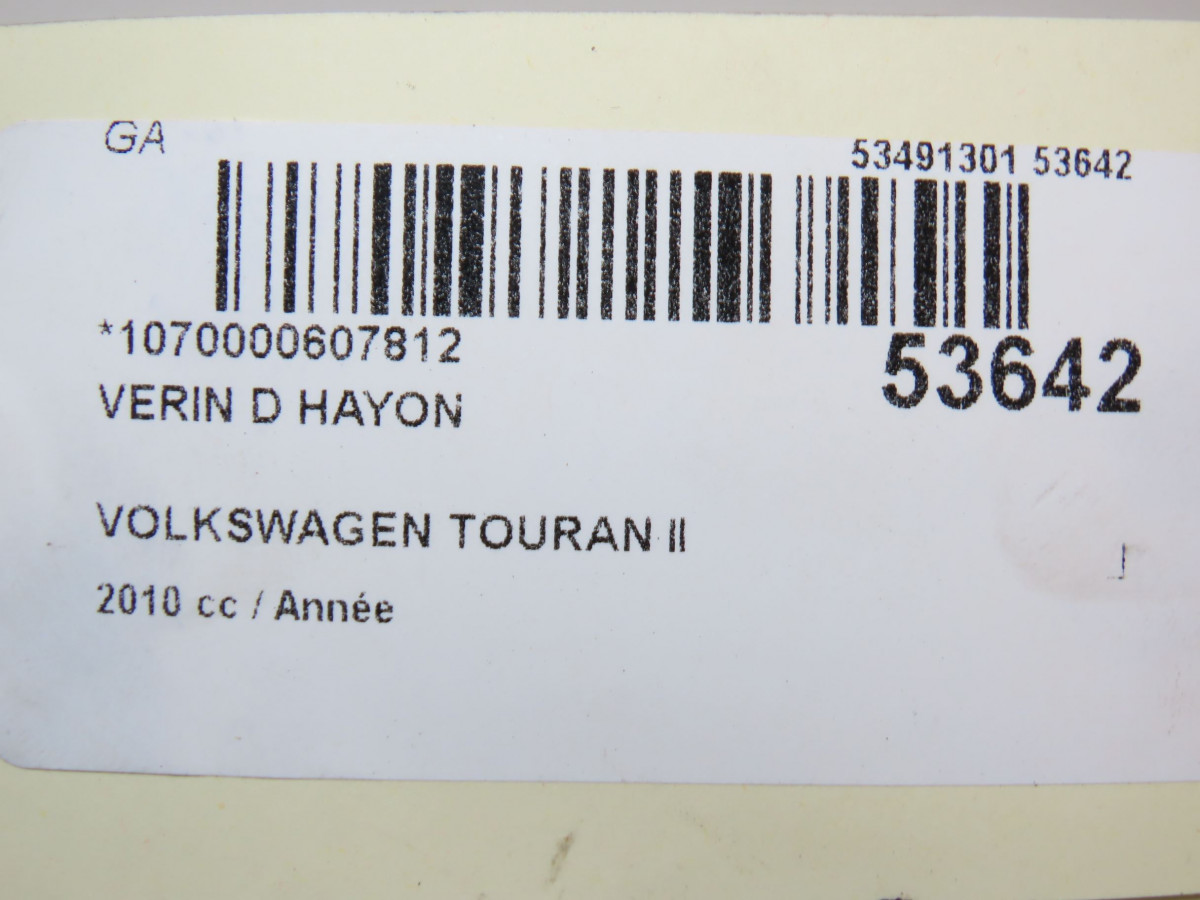 GA
53491301 53642
*1070000607812
53642
VERIN D HAYON
VOLKSWAGEN TOURAN II
2010 cc / Année